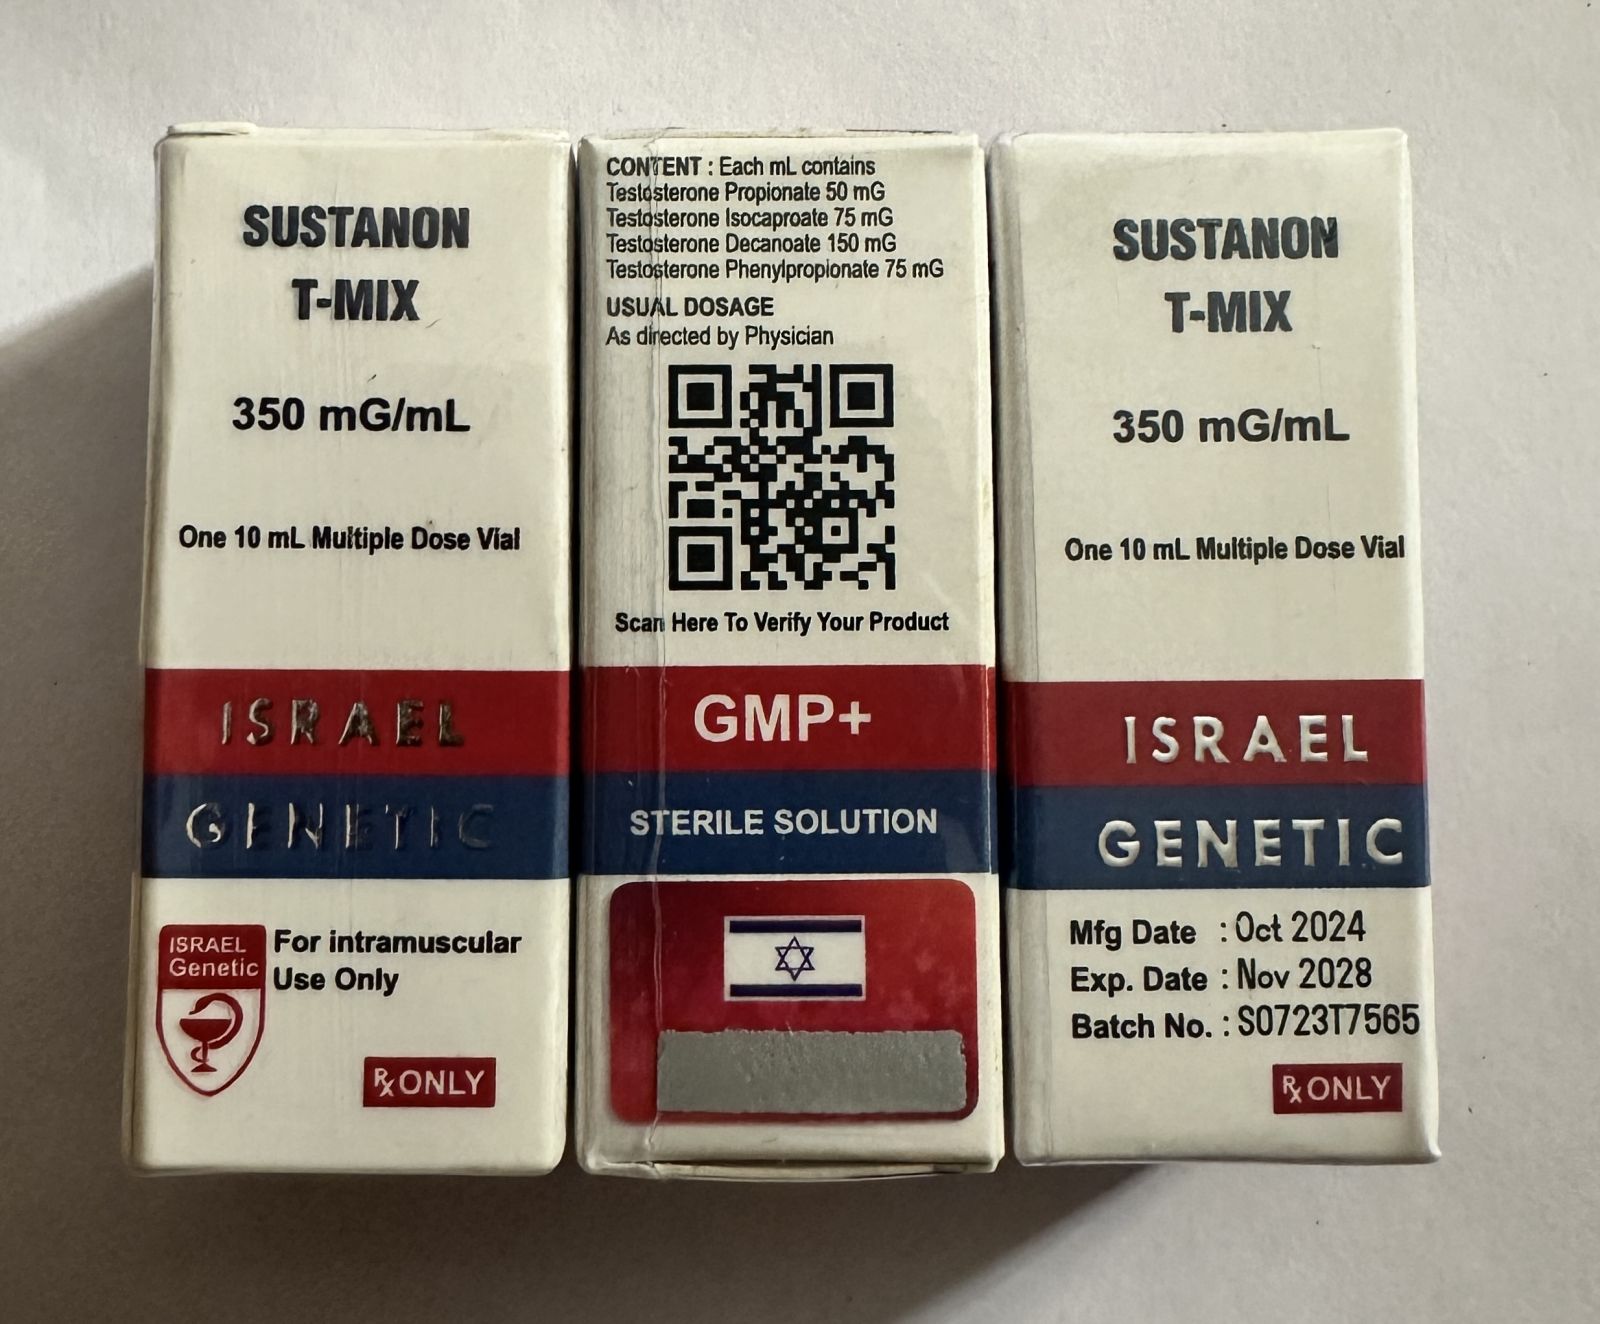 SUSTANON
T-MIX
350 mG/mL
One 10 mL Multiple Dose Vial
ISRAEL
GENETIC
ISRAEL
Genetic
For intramuscular
Use Only
RX ONLY
CONTENT : Each mL contains
Testosterone Propionate 50 mG
Testosterone Isocaproate 75 mG
Testosterone Decanoate 150 mG
Testosterone Phenylpropionate 75 mG
USUAL DOSAGE
As directed by Physician
Scan Here To Verify Your Product
GMP+
STERILE SOLUTION
SUSTANON
T-MIX
350 mG/mL
One 10 mL Multiple Dose Vial
ISRAEL
GENETIC
Mfg Date : Oct 2024
Exp. Date : Nov 2028
Batch No. : S0723T7565
RX ONLY